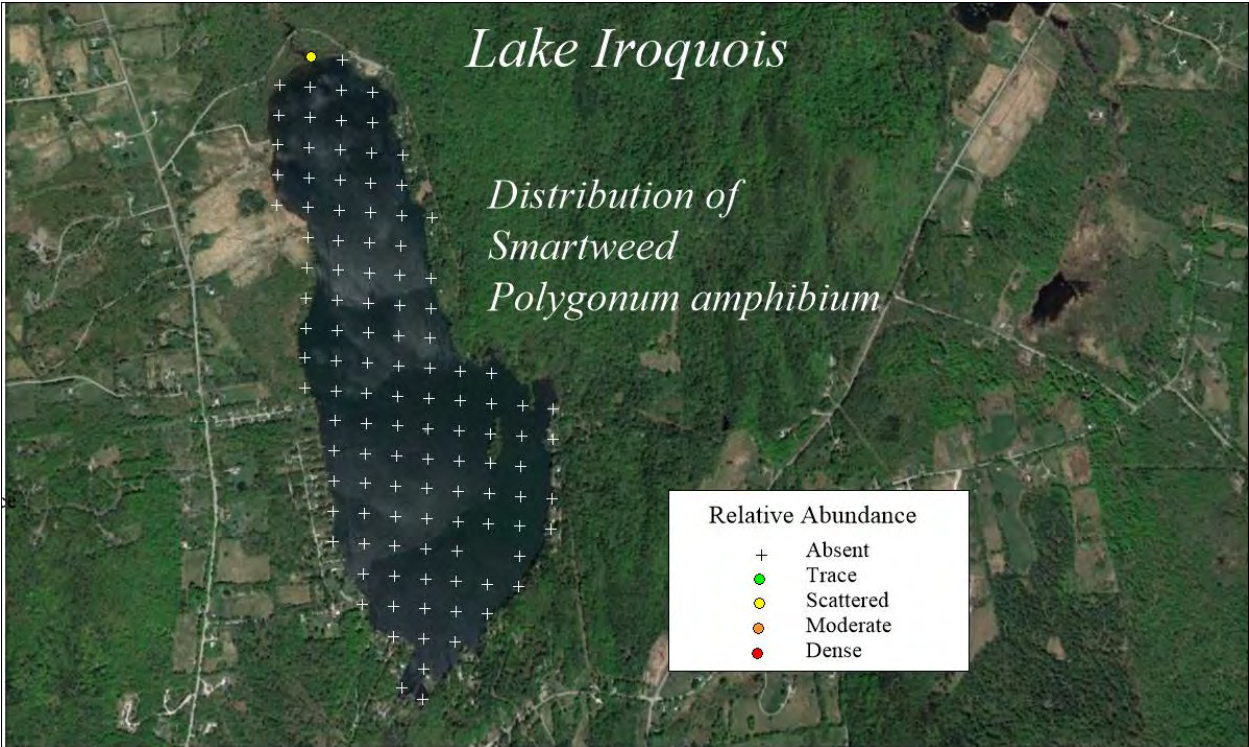 Lake Iroquois
Distribution of
Smartweed
Polygonum amphibium
Relative Abundance
Absent
Trace
Scattered
Moderate
Dense